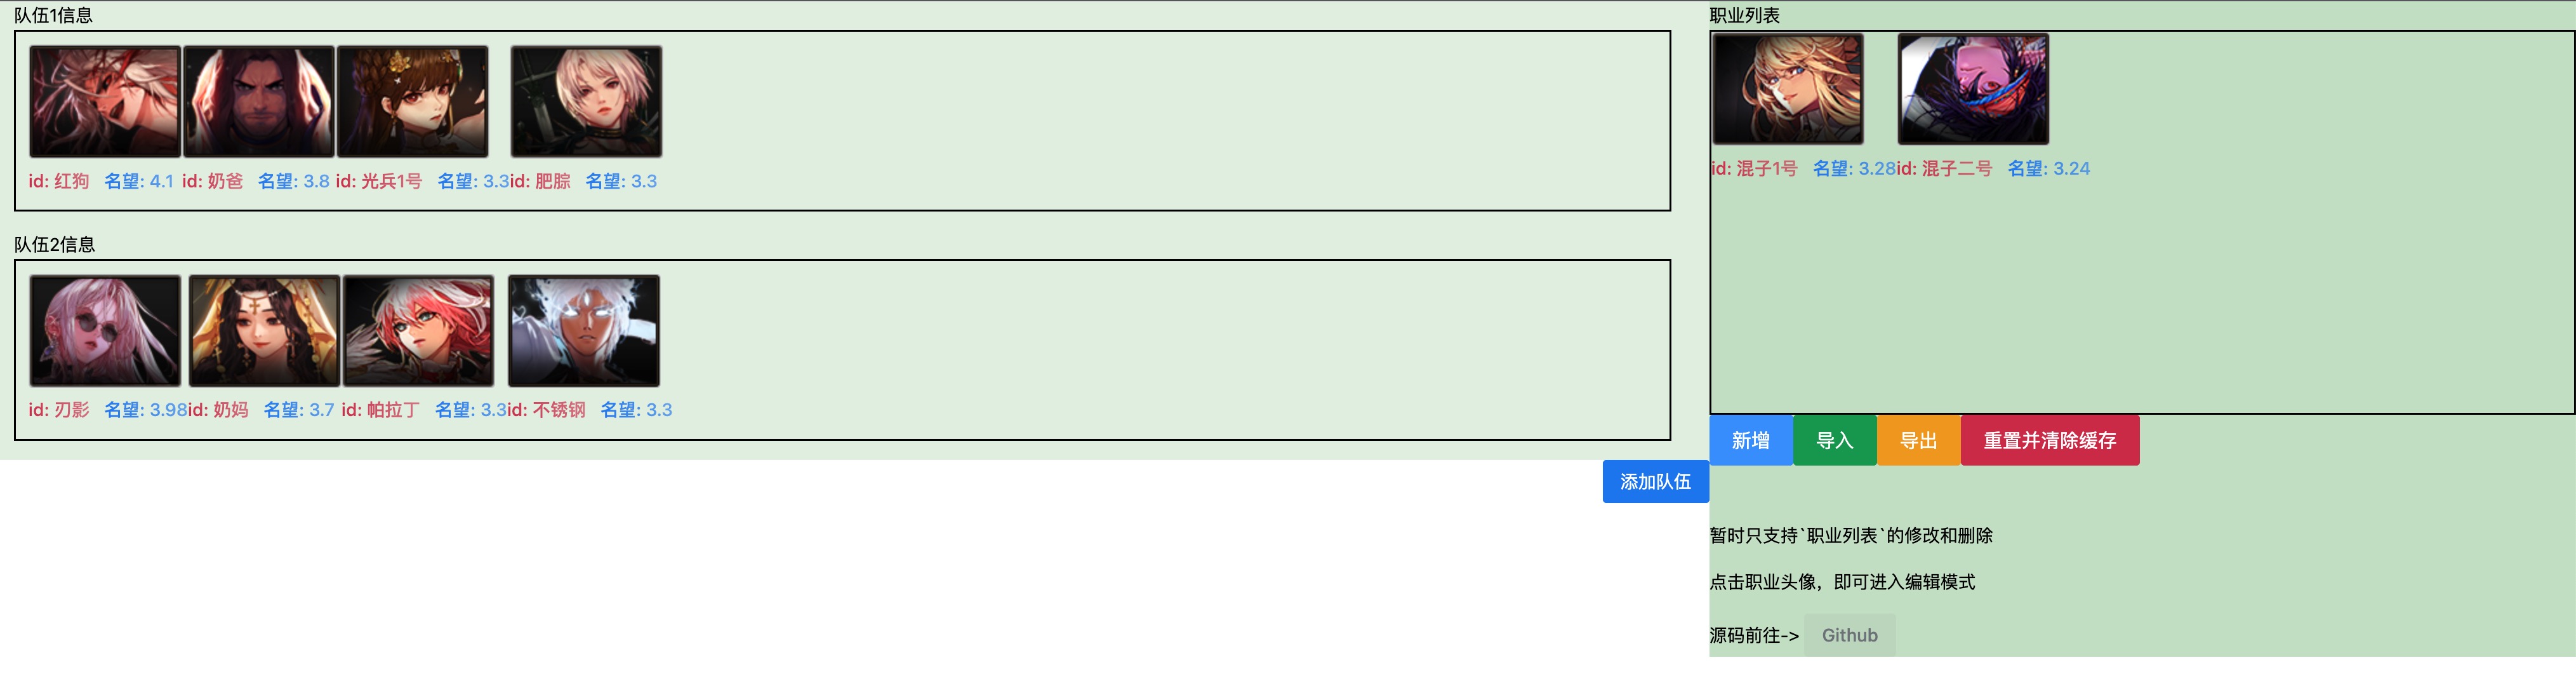 队伍1信息
id: 红狗 名望: 4.1 id: 奶爸 名望: 3.8 id: 光兵1号 名望: 3.3id: 肥腙 名望: 3.3
队伍2信息
id: 刃影 名望: 3.98id: 奶妈 名望: 3.7 id: 帕拉丁 名望: 3.3id: 不锈钢 名望: 3.3
添加队伍
职业列表
id: 混子1号 名望: 3.28id: 混子二号 名望: 3.24
新增 导入 导出 重置并清除缓存
暂时只支持`职业列表`的修改和删除
点击职业头像，即可进入编辑模式
源码前往-> Github